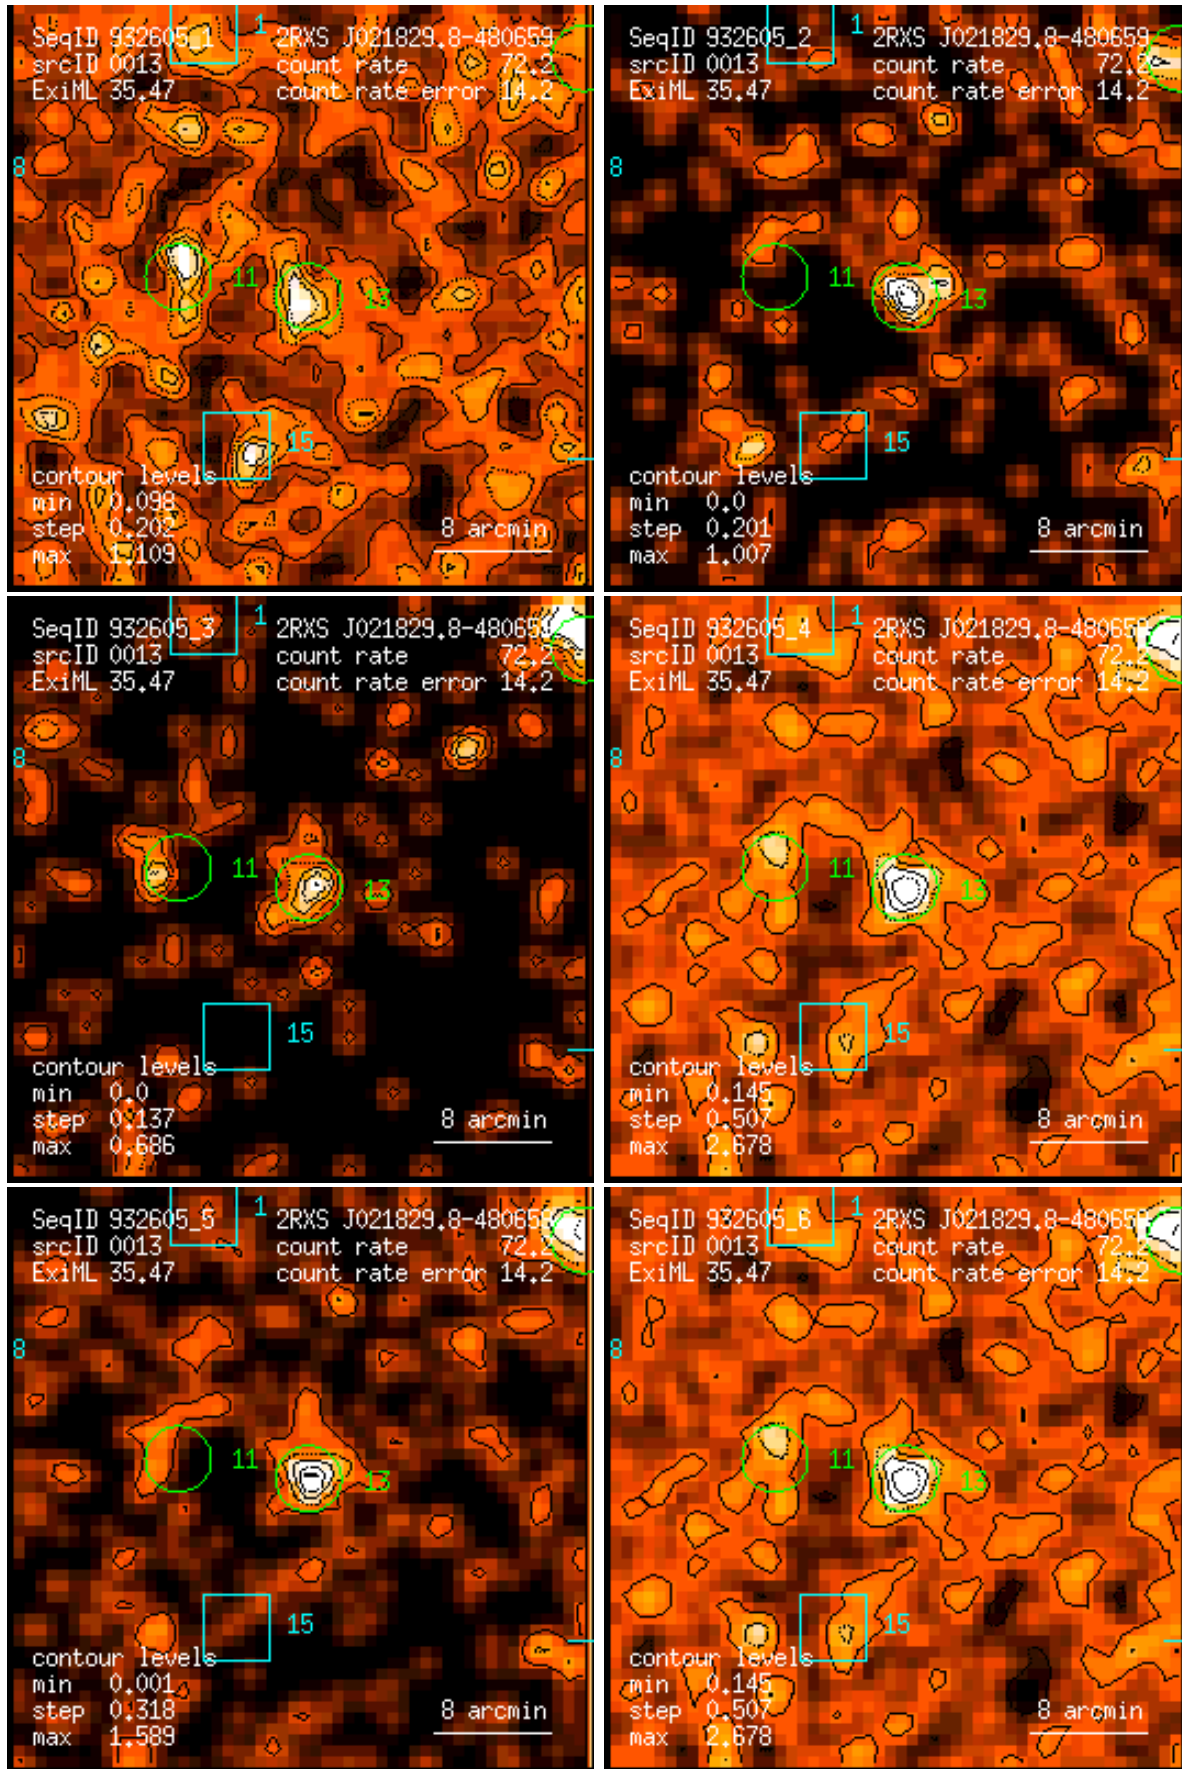 SeqID 932605_1 2RXS J021829.8-480659 1
srcID 0013 count rate 72.2
ExiML 35.47 count rate error 14.2
8
11
13
15
contour levels
min 0.098
step 0.202
max 1.109
8 arcmin
SeqID 932605_2 2RXS J021829.8-480659 1
srcID 0013 count rate 72.2
ExiML 35.47 count rate error 14.2
8
11
13
15
contour levels
min 0.0
step 0.201
max 1.007
8 arcmin
SeqID 932605_3 2RXS J021829.8-480659 1
srcID 0013 count rate 72.2
ExiML 35.47 count rate error 14.2
8
11
13
15
contour levels
min 0.0
step 0.137
max 0.686
8 arcmin
SeqID 932605_4 2RXS J021829.8-480659 1
srcID 0013 count rate 72.2
ExiML 35.47 count rate error 14.2
8
11
13
15
contour levels
min 0.145
step 0.507
max 2.678
8 arcmin
SeqID 932605_5 2RXS J021829.8-480659 1
srcID 0013 count rate 72.2
ExiML 35.47 count rate error 14.2
8
11
13
15
contour levels
min 0.001
step 0.318
max 1.589
8 arcmin
SeqID 932605_6 2RXS J021829.8-480659 1
srcID 0013 count rate 72.2
ExiML 35.47 count rate error 14.2
8
11
13
15
contour levels
min 0.145
step 0.507
max 2.678
8 arcmin